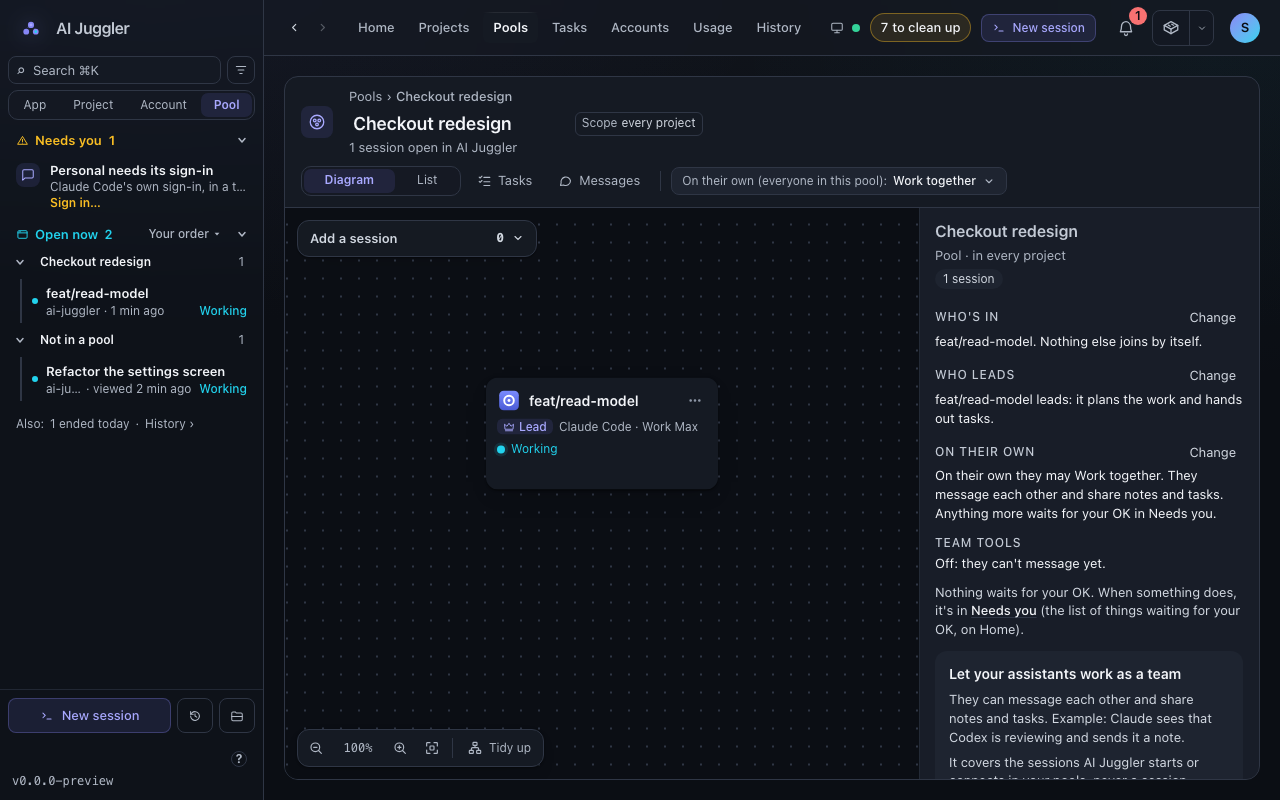 AI Juggler
Search ⌘K
App Project Account Pool
Needs you 1
Personal needs its sign-in
Claude Code's own sign-in, in a t...
Sign in...
Open now 2 Your order
Checkout redesign 1
feat/read-model
ai-juggler · 1 min ago Working
Not in a pool 1
Refactor the settings screen
ai-ju... · viewed 2 min ago Working
Also: 1 ended today · History ›
New session
?
v0.0.0-preview
Home Projects Pools Tasks Accounts Usage History
7 to clean up
New session
1
S
Pools › Checkout redesign
Checkout redesign
Scope every project
1 session open in AI Juggler
Diagram List Tasks Messages
On their own (everyone in this pool): Work together
Add a session 0
feat/read-model
Lead Claude Code · Work Max
Working
100% Tidy up
Checkout redesign
Pool · in every project
1 session
WHO'S IN Change
feat/read-model. Nothing else joins by itself.
WHO LEADS Change
feat/read-model leads: it plans the work and hands
out tasks.
ON THEIR OWN Change
On their own they may Work together. They
message each other and share notes and tasks.
Anything more waits for your OK in Needs you.
TEAM TOOLS
Off: they can't message yet.
Nothing waits for your OK. When something does,
it's in Needs you (the list of things waiting for your
OK, on Home).
Let your assistants work as a team
They can message each other and share
notes and tasks. Example: Claude sees that
Codex is reviewing and sends it a note.
It covers the sessions AI Juggler starts or